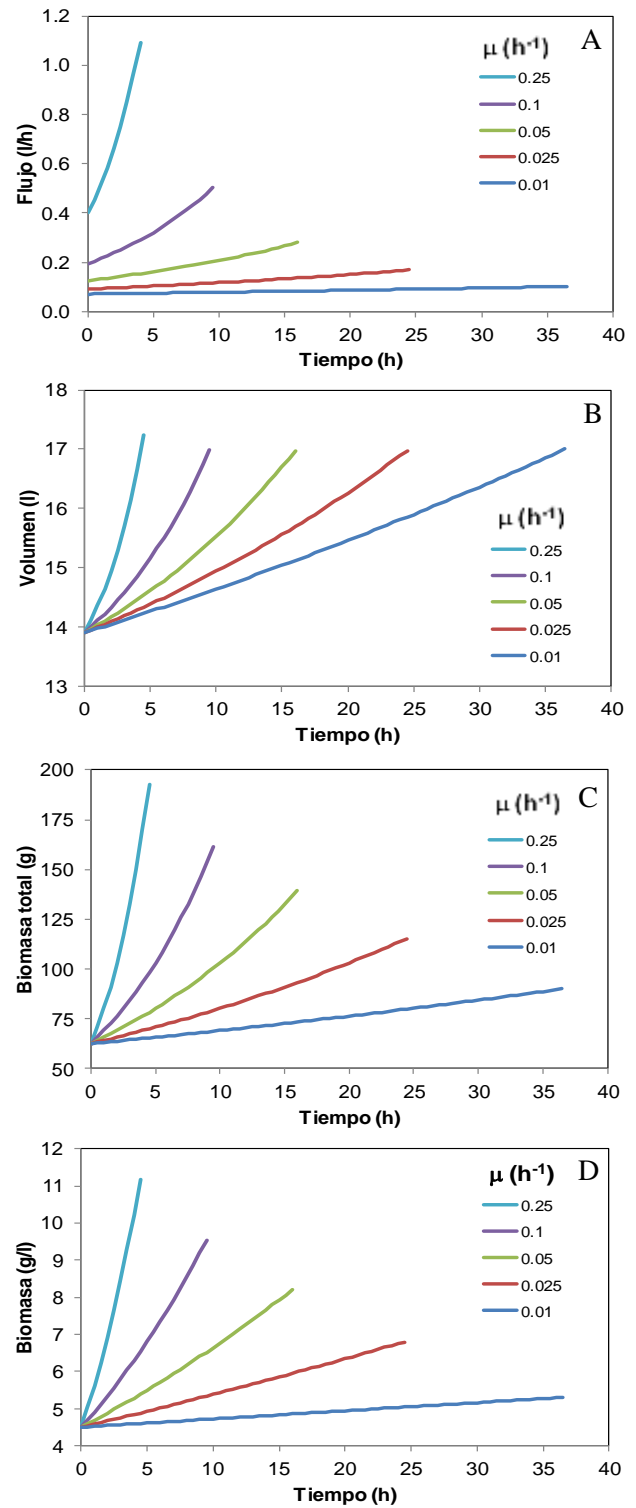 A
μ (h-1)
0.25
0.1
0.05
0.025
0.01
Flujo (l/h)
1.2
1.0
0.8
0.6
0.4
0.2
0.0
0 5 10 15 20 25 30 35 40
Tiempo (h)
B
μ (h-1)
0.25
0.1
0.05
0.025
0.01
Volumen (l)
18
17
16
15
14
13
0 5 10 15 20 25 30 35 40
Tiempo (h)
C
μ (h-1)
0.25
0.1
0.05
0.025
0.01
Biomasa total (g)
200
175
150
125
100
75
50
0 5 10 15 20 25 30 35 40
Tiempo (h)
D
μ (h-1)
0.25
0.1
0.05
0.025
0.01
Biomasa (g/l)
12
11
10
9
8
7
6
5
4
0 5 10 15 20 25 30 35 40
Tiempo (h)